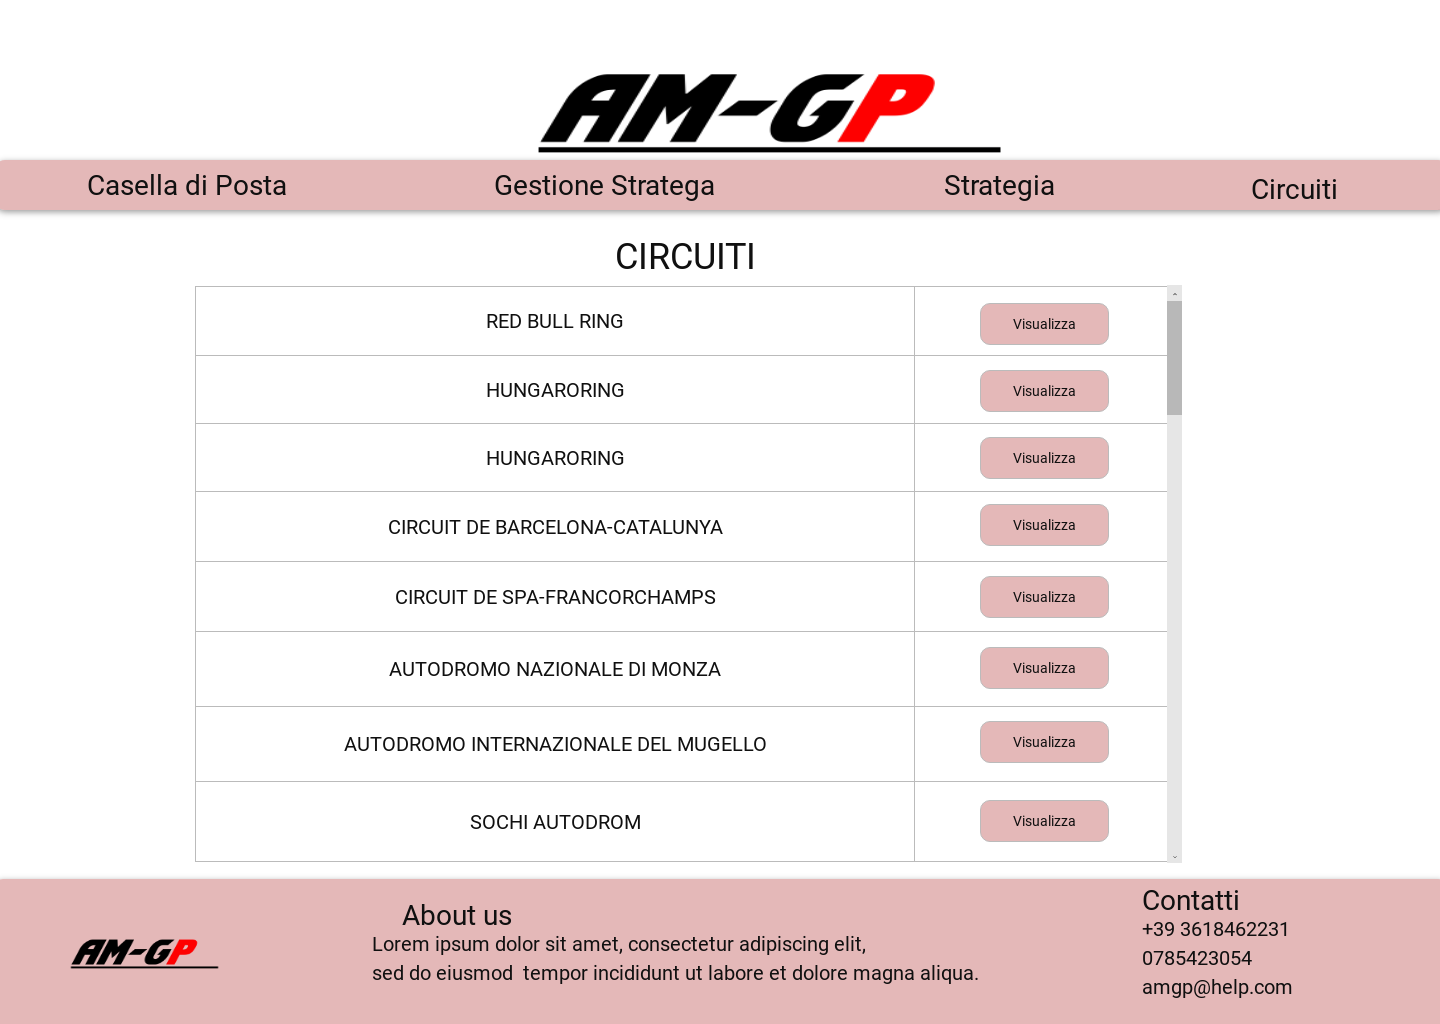 AM-GP
Casella di Posta
Gestione Stratega
Strategia
Circuiti
CIRCUITI
RED BULL RING
Visualizza
HUNGARORING
Visualizza
HUNGARORING
Visualizza
CIRCUIT DE BARCELONA-CATALUNYA
Visualizza
CIRCUIT DE SPA-FRANCORCHAMPS
Visualizza
AUTODROMO NAZIONALE DI MONZA
Visualizza
AUTODROMO INTERNAZIONALE DEL MUGELLO
Visualizza
SOCHI AUTODROM
Visualizza
AM-GP
About us
Lorem ipsum dolor sit amet, consectetur adipiscing elit,
sed do eiusmod  tempor incididunt ut labore et dolore magna aliqua.
Contatti
+39 3618462231
0785423054
amgp@help.com